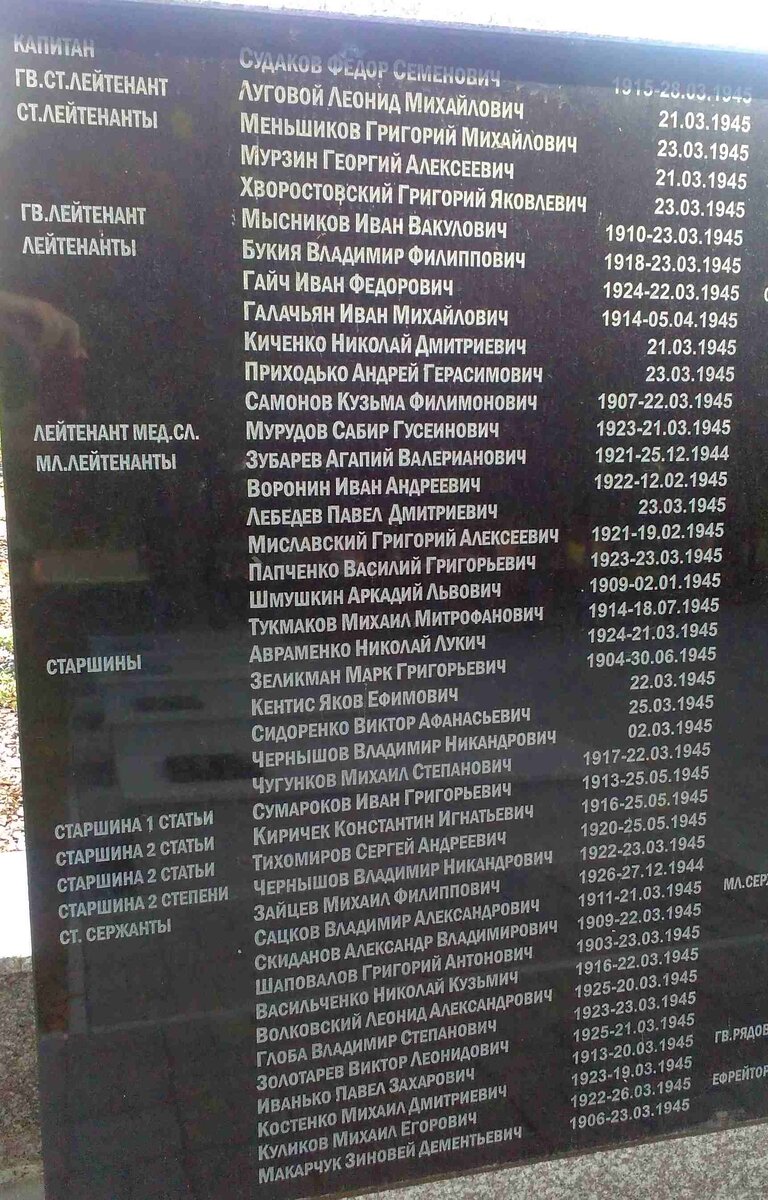 КАПИТАН СУДАКОВ ФЕДОР СЕМЕНОВИЧ 1915-28.03.1945
ГВ.СТ.ЛЕЙТЕНАНТ ЛУГОВОЙ ЛЕОНИД МИХАЙЛОВИЧ 21.03.1945
СТ.ЛЕЙТЕНАНТЫ МЕНЬШИКОВ ГРИГОРИЙ МИХАЙЛОВИЧ 23.03.1945
МУРЗИН ГЕОРГИЙ АЛЕКСЕЕВИЧ 21.03.1945
ХВОРОСТОВСКИЙ ГРИГОРИЙ ЯКОВЛЕВИЧ 23.03.1945
ГВ.ЛЕЙТЕНАНТ МЫСНИКОВ ИВАН ВАКУЛОВИЧ 1910-23.03.1945
ЛЕЙТЕНАНТЫ БУКИЯ ВЛАДИМИР ФИЛИППОВИЧ 1918-23.03.1945
ГАЙЧ ИВАН ФЕДОРОВИЧ 1924-22.03.1945
ГАЛАЧЬЯН ИВАН МИХАЙЛОВИЧ 1914-05.04.1945
КИЧЕНКО НИКОЛАЙ ДМИТРИЕВИЧ 21.03.1945
ПРИХОДЬКО АНДРЕЙ ГЕРАСИМОВИЧ 23.03.1945
САМОНОВ КУЗЬМА ФИЛИМОНОВИЧ 1907-22.03.1945
ЛЕЙТЕНАНТ МЕД.СЛ. МУРУДОВ САБИР ГУСЕИНОВИЧ 1923-21.03.1945
МЛ.ЛЕЙТЕНАНТЫ ЗУБАРЕВ АГАПИЙ ВАЛЕРИАНОВИЧ 1921-25.12.1944
ВОРОНИН ИВАН АНДРЕЕВИЧ 1922-12.02.1945
ЛЕБЕДЕВ ПАВЕЛ ДМИТРИЕВИЧ 23.03.1945
МИСЛАВСКИЙ ГРИГОРИЙ АЛЕКСЕЕВИЧ 1921-19.02.1945
ПАПЧЕНКО ВАСИЛИЙ ГРИГОРЬЕВИЧ 1923-23.03.1945
ШМУШКИН АРКАДИЙ ЛЬВОВИЧ 1909-02.01.1945
ТУКМАКОВ МИХАИЛ МИТРОФАНОВИЧ 1914-18.07.1945
СТАРШИНЫ АВРАМЕНКО НИКОЛАЙ ЛУКИЧ 1924-21.03.1945
ЗЕЛИКМАН МАРК ГРИГОРЬЕВИЧ 1904-30.06.1945
КЕНТИС ЯКОВ ЕФИМОВИЧ 22.03.1945
СИДОРЕНКО ВИКТОР АФАНАСЬЕВИЧ 25.03.1945
ЧЕРНЫШОВ ВЛАДИМИР НИКАНДРОВИЧ 02.03.1945
ЧУГУНКОВ МИХАИЛ СТЕПАНОВИЧ 1917-22.03.1945
СТАРШИНА 1 СТАТЬИ СУМАРОКОВ ИВАН ГРИГОРЬЕВИЧ 1913-25.05.1945
СТАРШИНА 2 СТАТЬИ КИРИЧЕК КОНСТАНТИН ИГНАТЬЕВИЧ 1916-25.05.1945
СТАРШИНА 2 СТАТЬИ ТИХОМИРОВ СЕРГЕЙ АНДРЕЕВИЧ 1920-25.05.1945
СТАРШИНА 2 СТЕПЕНИ ЧЕРНЫШОВ ВЛАДИМИР НИКАНДРОВИЧ 1922-23.03.1945
СТ. СЕРЖАНТЫ ЗАЙЦЕВ МИХАИЛ ФИЛИППОВИЧ 1926-27.12.1944
САЦКОВ ВЛАДИМИР АЛЕКСАНДРОВИЧ 1911-21.03.1945 МЛ.СЕРЖ
СКИДАНОВ АЛЕКСАНДР ВЛАДИМИРОВИЧ 1909-22.03.1945
ШАПОВАЛОВ ГРИГОРИЙ АНТОНОВИЧ 1903-23.03.1945
ВАСИЛЬЧЕНКО НИКОЛАЙ КУЗЬМИЧ 1916-22.03.1945
ВОЛКОВСКИЙ ЛЕОНИД АЛЕКСАНДРОВИЧ 1925-20.03.1945
ГЛОБА ВЛАДИМИР СТЕПАНОВИЧ 1923-23.03.1945
ЗОЛОТАРЕВ ВИКТОР ЛЕОНИДОВИЧ 1925-21.03.1945
ИВАНЬКО ПАВЕЛ ЗАХАРОВИЧ 1913-20.03.1945 ГВ.РЯДОВ
КОСТЕНКО МИХАИЛ ДМИТРИЕВИЧ 1923-19.03.1945
КУЛИКОВ МИХАИЛ ЕГОРОВИЧ 1922-26.03.1945 ЕФРЕЙТОР
МАКАРЧУК ЗИНОВЕЙ ДЕМЕНТЬЕВИЧ 1906-23.03.1945